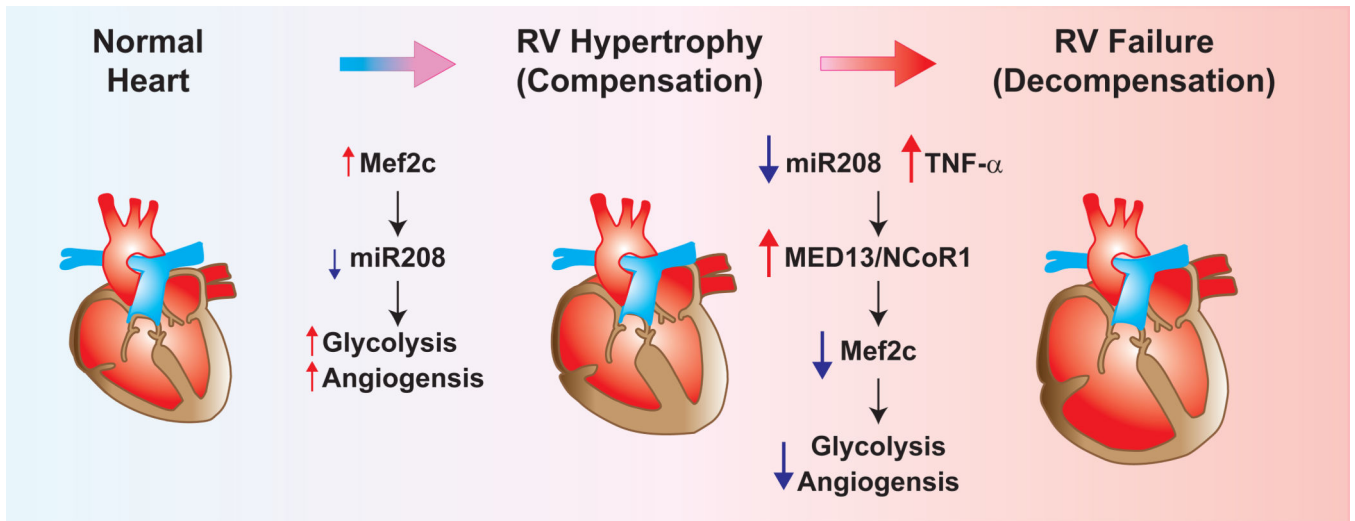 Normal
Heart
RV Hypertrophy
(Compensation)
RV Failure
(Decompensation)
Mef2c
miR208
Glycolysis
Angiogensis
miR208
TNF-α
MED13/NCoR1
Mef2c
Glycolysis
Angiogensis